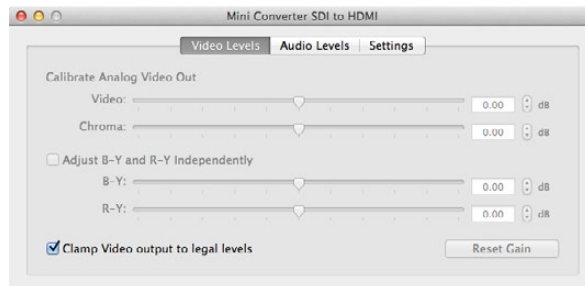 Mini Converter SDI to HDMI
Video Levels Audio Levels Settings
Calibrate Analog Video Out
Video: 0.00 dB
Chroma: 0.00 dB
Adjust B-Y and R-Y Independently
B-Y: 0.00 dB
R-Y: 0.00 dB
Clamp Video output to legal levels Reset Gain